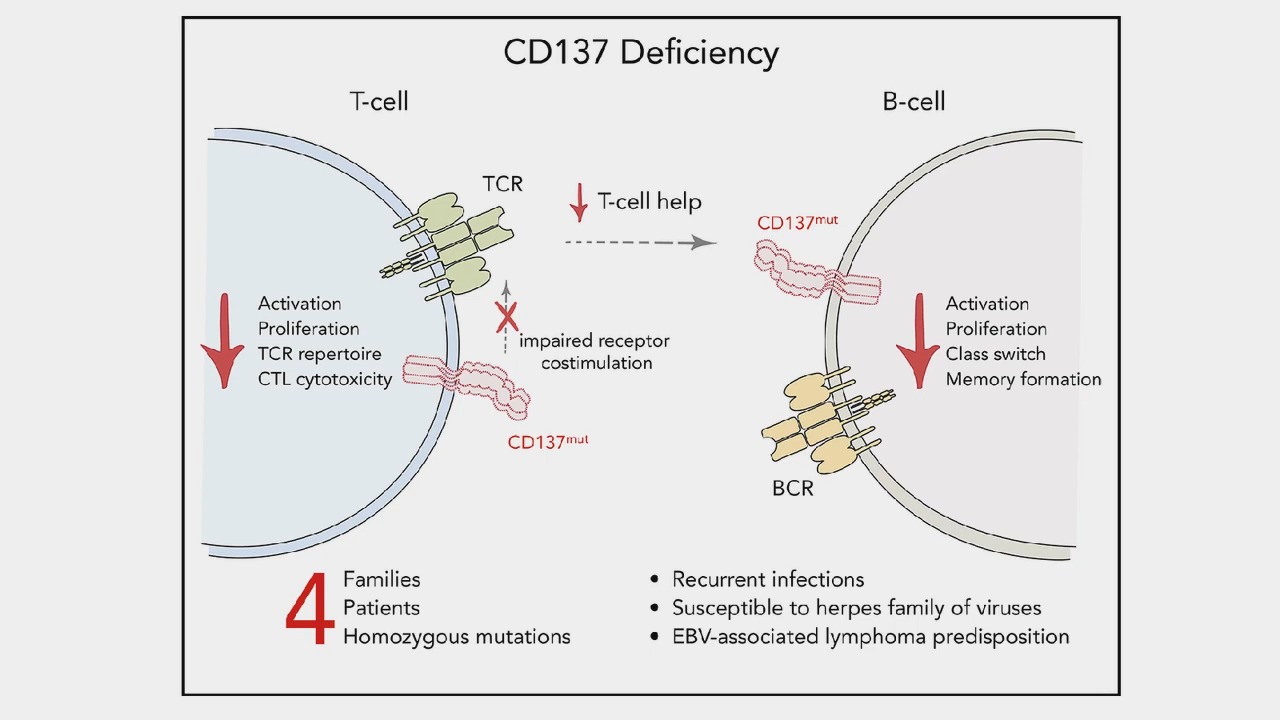 CD137 Deficiency
T-cell
B-cell
TCR
T-cell help
CD137mut
Activation
Proliferation
TCR repertoire
CTL cytotoxicity
impaired receptor
costimulation
CD137mut
Activation
Proliferation
Class switch
Memory formation
BCR
4
Families
Patients
Homozygous mutations
• Recurrent infections
• Susceptible to herpes family of viruses
• EBV-associated lymphoma predisposition